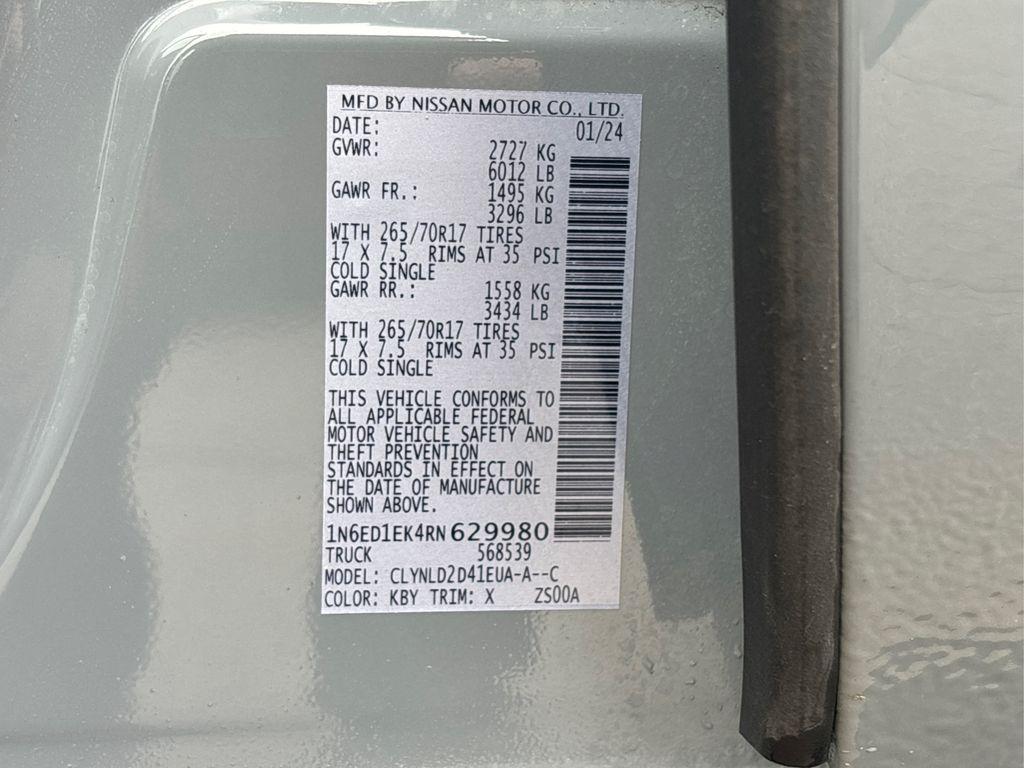 MFD BY NISSAN MOTOR CO., LTD.
DATE: 01/24
GVWR: 2727 KG
6012 LB
GAWR FR.: 1495 KG
3296 LB
WITH 265/70R17 TIRES
17 X 7.5 RIMS AT 35 PSI
COLD SINGLE
GAWR RR.: 1558 KG
3434 LB
WITH 265/70R17 TIRES
17 X 7.5 RIMS AT 35 PSI
COLD SINGLE
THIS VEHICLE CONFORMS TO
ALL APPLICABLE FEDERAL
MOTOR VEHICLE SAFETY AND
THEFT PREVENTION
STANDARDS IN EFFECT ON
THE DATE OF MANUFACTURE
SHOWN ABOVE.
1N6ED1EK4RN629980
TRUCK 568539
MODEL: CLYNLD2D41EUA-A--C
COLOR: KBY TRIM: X ZS00A